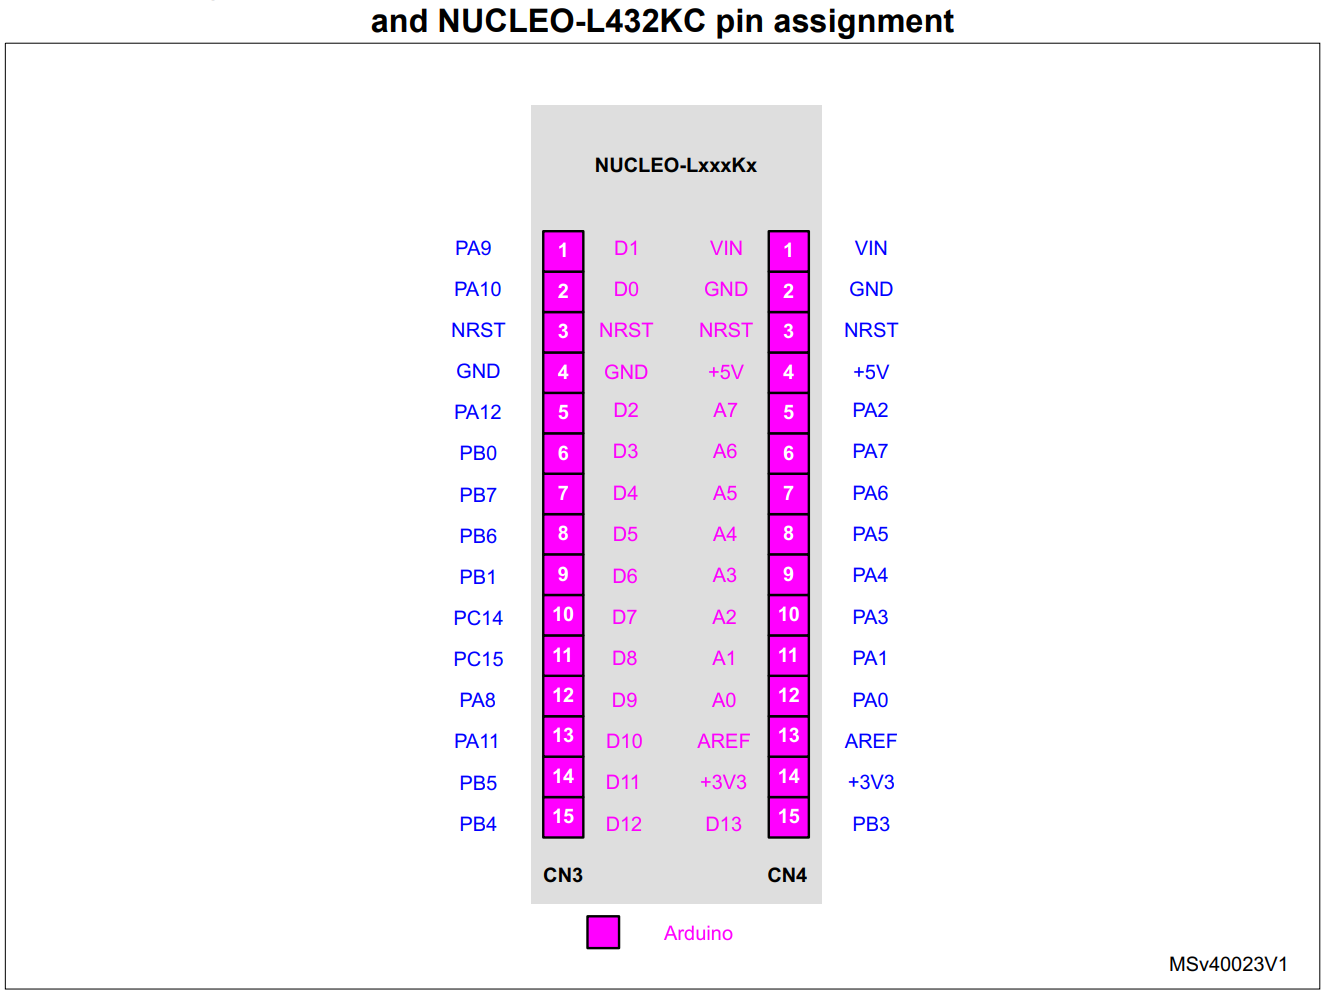 and NUCLEO-L432KC pin assignment
NUCLEO-LxxxKx
PA9 1 D1 VIN 1 VIN
PA10 2 D0 GND 2 GND
NRST 3 NRST NRST 3 NRST
GND 4 GND +5V 4 +5V
PA12 5 D2 A7 5 PA2
PB0 6 D3 A6 6 PA7
PB7 7 D4 A5 7 PA6
PB6 8 D5 A4 8 PA5
PB1 9 D6 A3 9 PA4
PC14 10 D7 A2 10 PA3
PC15 11 D8 A1 11 PA1
PA8 12 D9 A0 12 PA0
PA11 13 D10 AREF 13 AREF
PB5 14 D11 +3V3 14 +3V3
PB4 15 D12 D13 15 PB3
CN3 CN4
Arduino
MSv40023V1